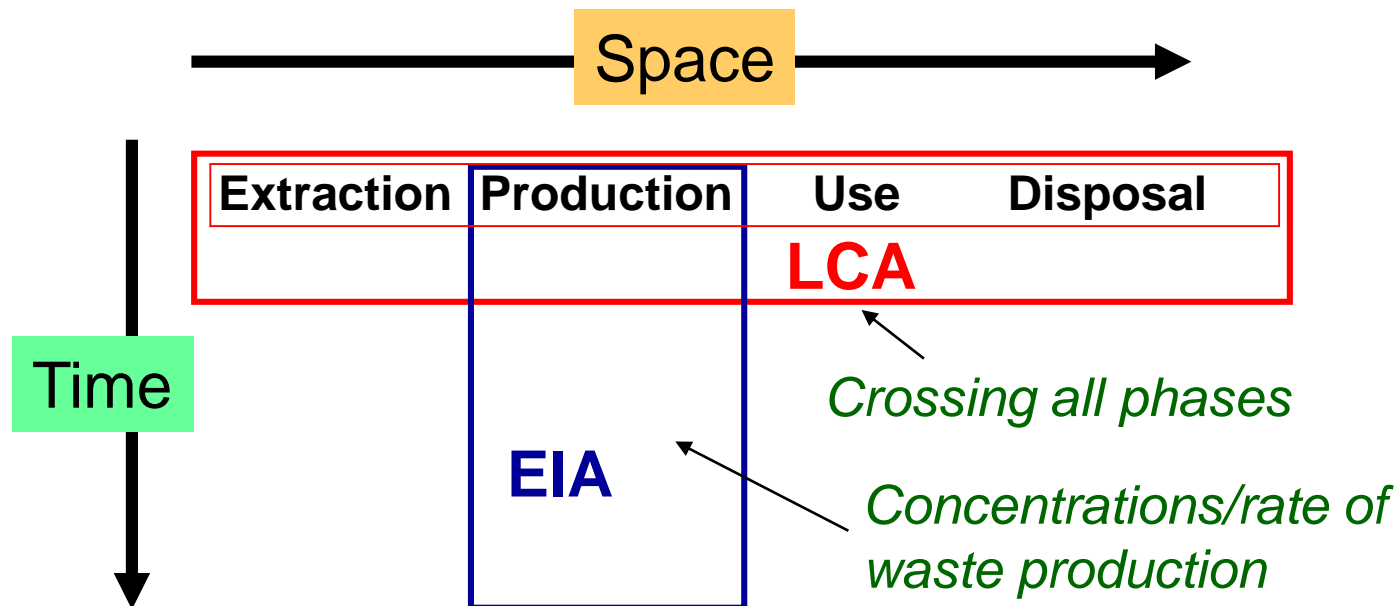 Space
Extraction Production Use Disposal
LCA
Time
Crossing all phases
EIA
Concentrations/rate of
waste production